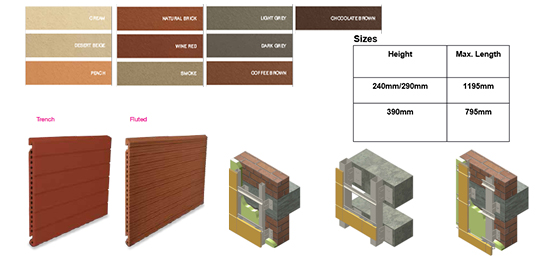 CREAM
NATURAL BRICK
LIGHT GREY
CHOCOLATE BROWN
DESERT BEIGE
WINE RED
DARK GREY
PEACH
SMOKE
COFFEE BROWN
Sizes
Height Max. Length
240mm/290mm 1195mm
390mm 795mm
Trench Fluted